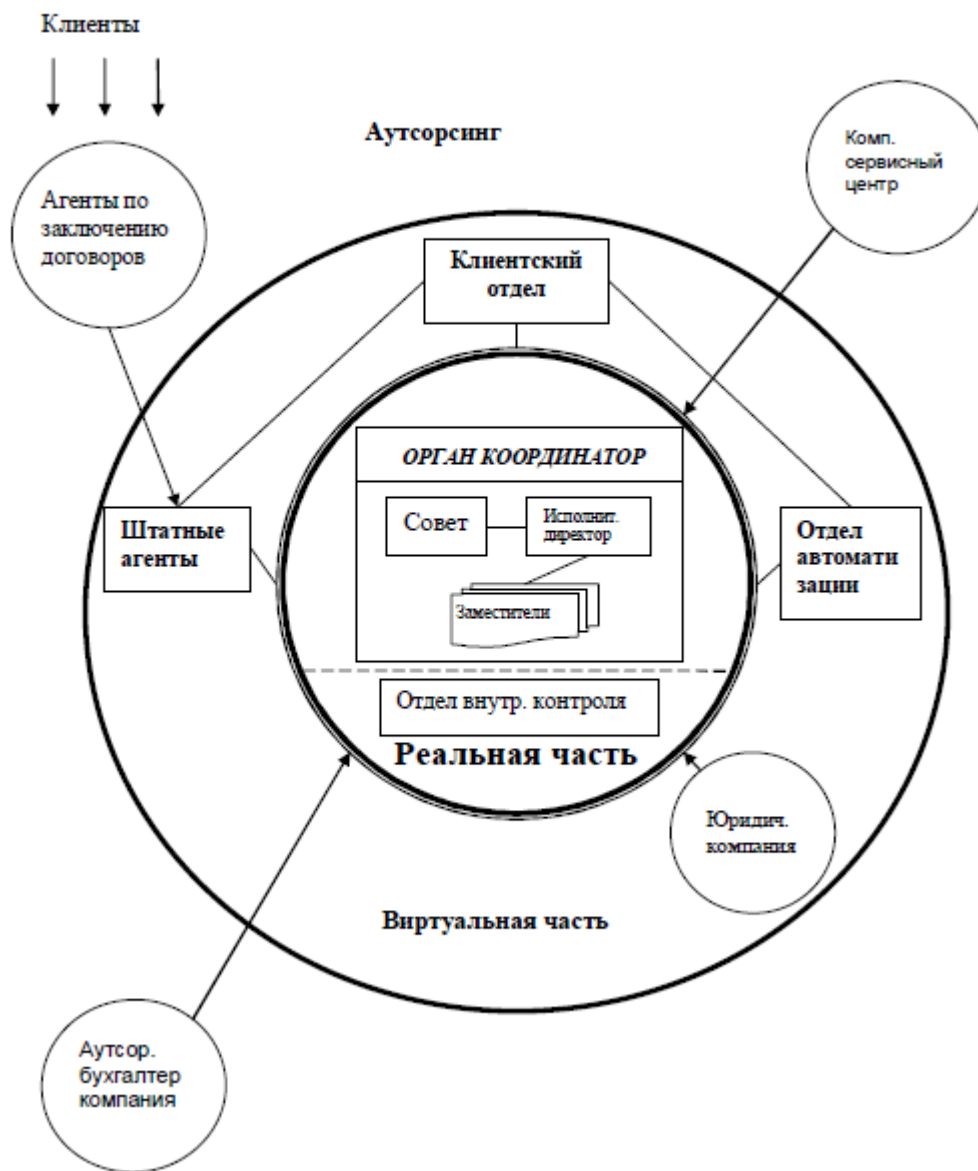 Клиенты
Аутсорсинг
Комп.
сервисный
центр
Агенты по
заключению
договоров
Клиентский
отдел
ОРГАН КООРДИНАТОР
Совет
Исполнит.
директор
Заместители
Штатные
агенты
Отдел
автомати
зации
Отдел внутр. контроля
Реальная часть
Юридич.
компания
Виртуальная часть
Аутсор.
бухгалтер
компания